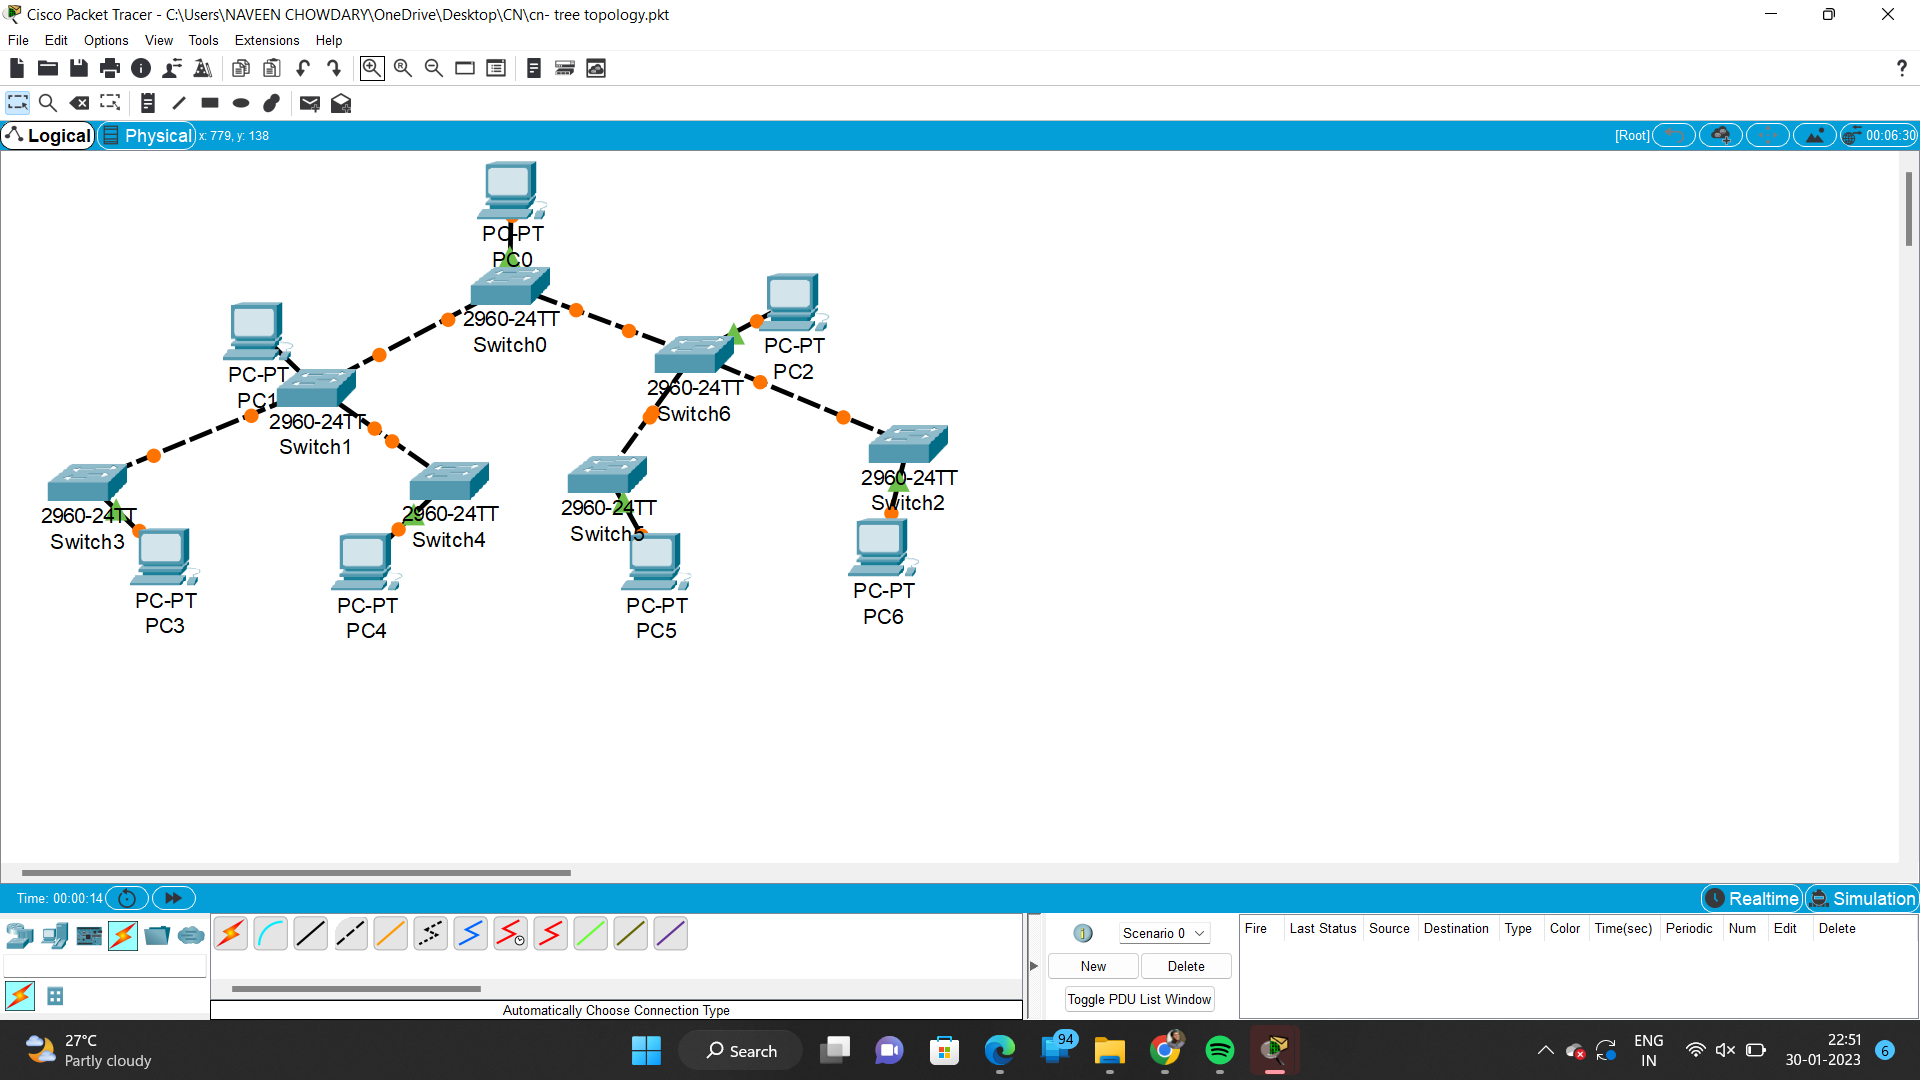 Cisco Packet Tracer - C:\Users\NAVEEN CHOWDARY\OneDrive\Desktop\CN\cn- tree topology.pkt
File Edit Options View Tools Extensions Help
?
Logical Physical x: 779, y: 138 [Root] 00:06:30
PC-PT
PC0
2960-24TT
Switch0
PC-PT
PC1
PC-PT
PC2
2960-24TT
Switch1
2960-24TT
Switch6
2960-24TT
Switch3
2960-24TT
Switch4
2960-24TT
Switch5
2960-24TT
Switch2
PC-PT
PC3
PC-PT
PC4
PC-PT
PC5
PC-PT
PC6
Time: 00:00:14 Realtime Simulation
Scenario 0
New Delete
Toggle PDU List Window
Fire Last Status Source Destination Type Color Time(sec) Periodic Num Edit Delete
Automatically Choose Connection Type
27°C
Partly cloudy
Search
94
ENG
IN
22:51
30-01-2023
6